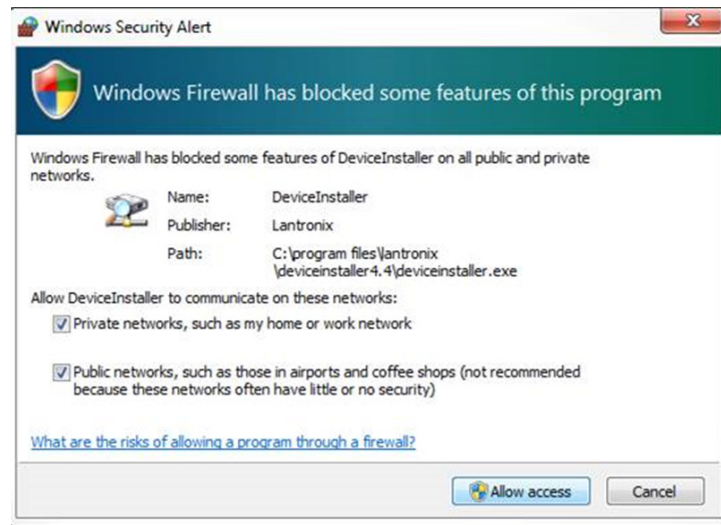 Windows Security Alert
Windows Firewall has blocked some features of this program
Windows Firewall has blocked some features of DeviceInstaller on all public and private
networks.
Name: DeviceInstaller
Publisher: Lantronix
Path: C:\program files\lantronix
\deviceinstaller4.4\deviceinstaller.exe
Allow DeviceInstaller to communicate on these networks:
Private networks, such as my home or work network
Public networks, such as those in airports and coffee shops (not recommended
because these networks often have little or no security)
What are the risks of allowing a program through a firewall?
Allow access Cancel